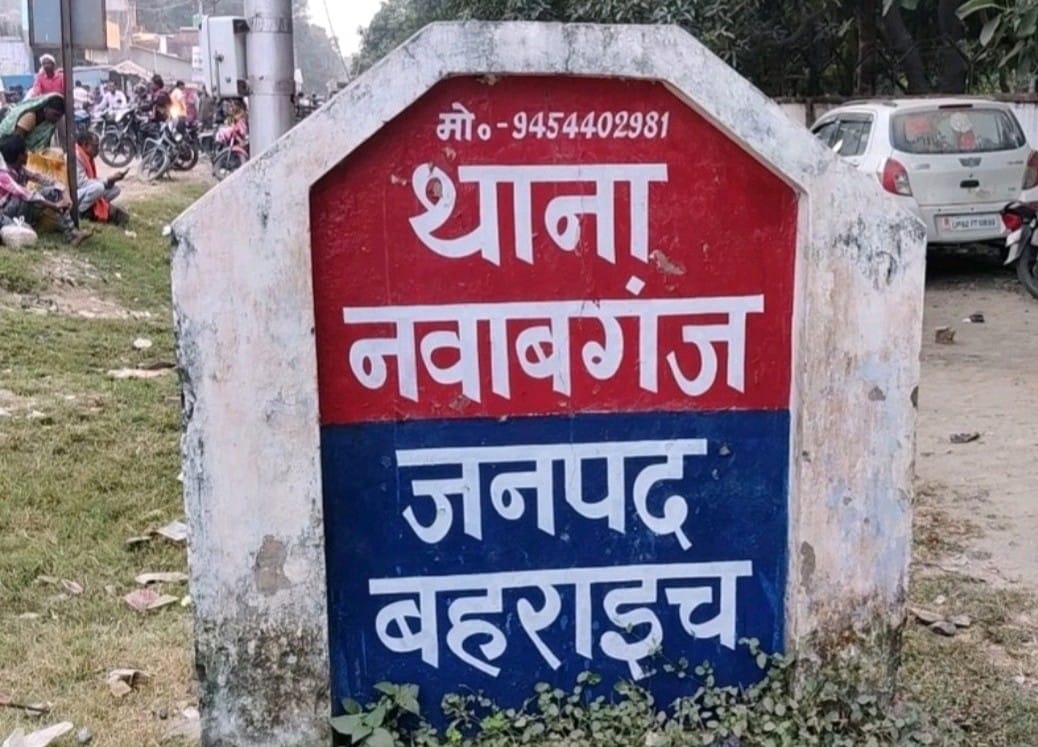 मो०-9454402981
थाना
नवाबगंज
जनपद
बहराइच